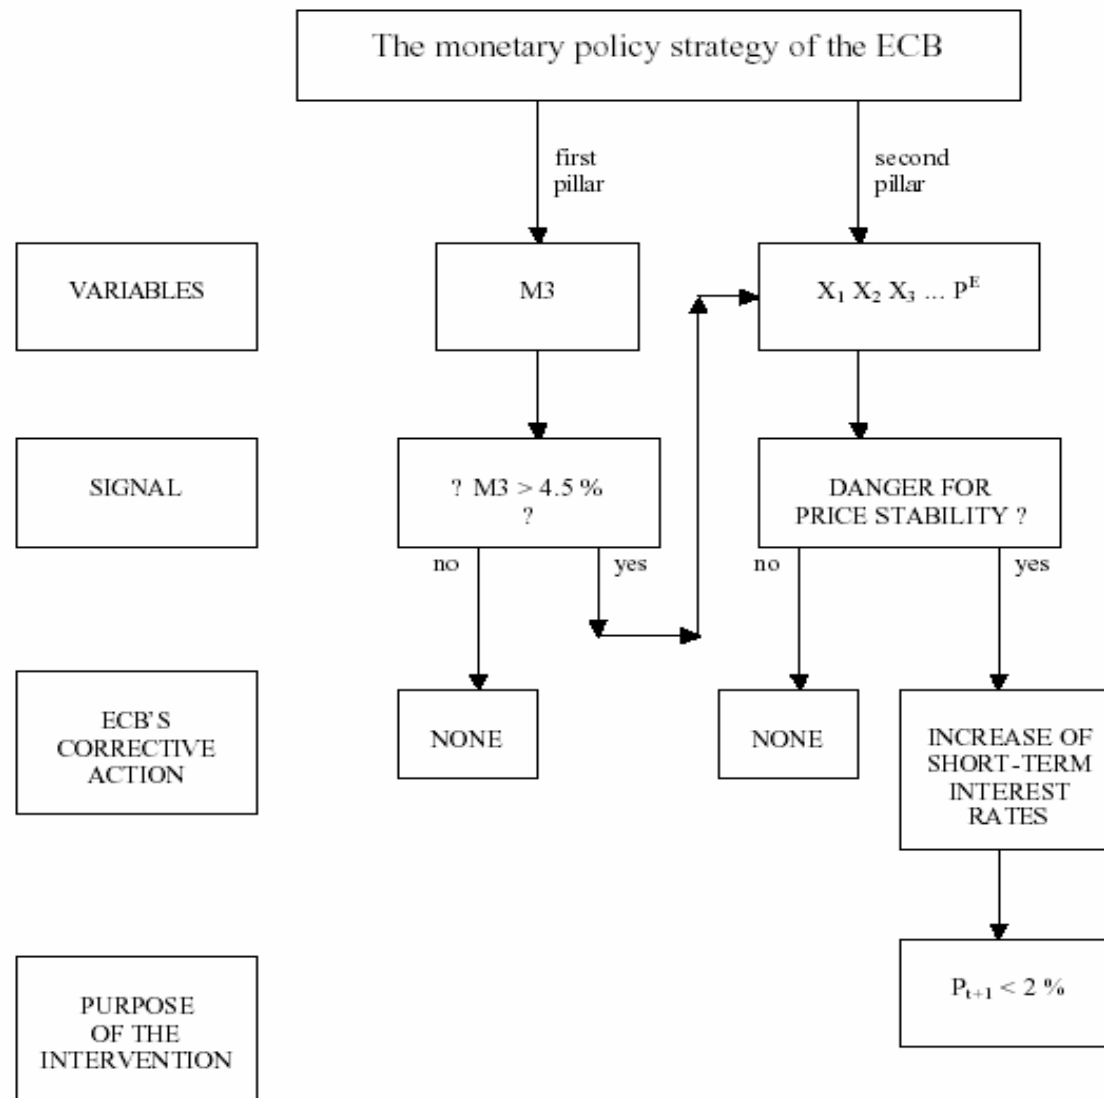 The monetary policy strategy of the ECB
first
pillar
second
pillar
VARIABLES
M3
X₁ X₂ X₃ ... Pᴱ
SIGNAL
? M3 > 4.5 %
?
DANGER FOR
PRICE STABILITY ?
no
yes
no
yes
ECB'S
CORRECTIVE
ACTION
NONE
NONE
INCREASE OF
SHORT-TERM
INTEREST
RATES
PURPOSE
OF THE
INTERVENTION
Pₜ₊₁ < 2 %